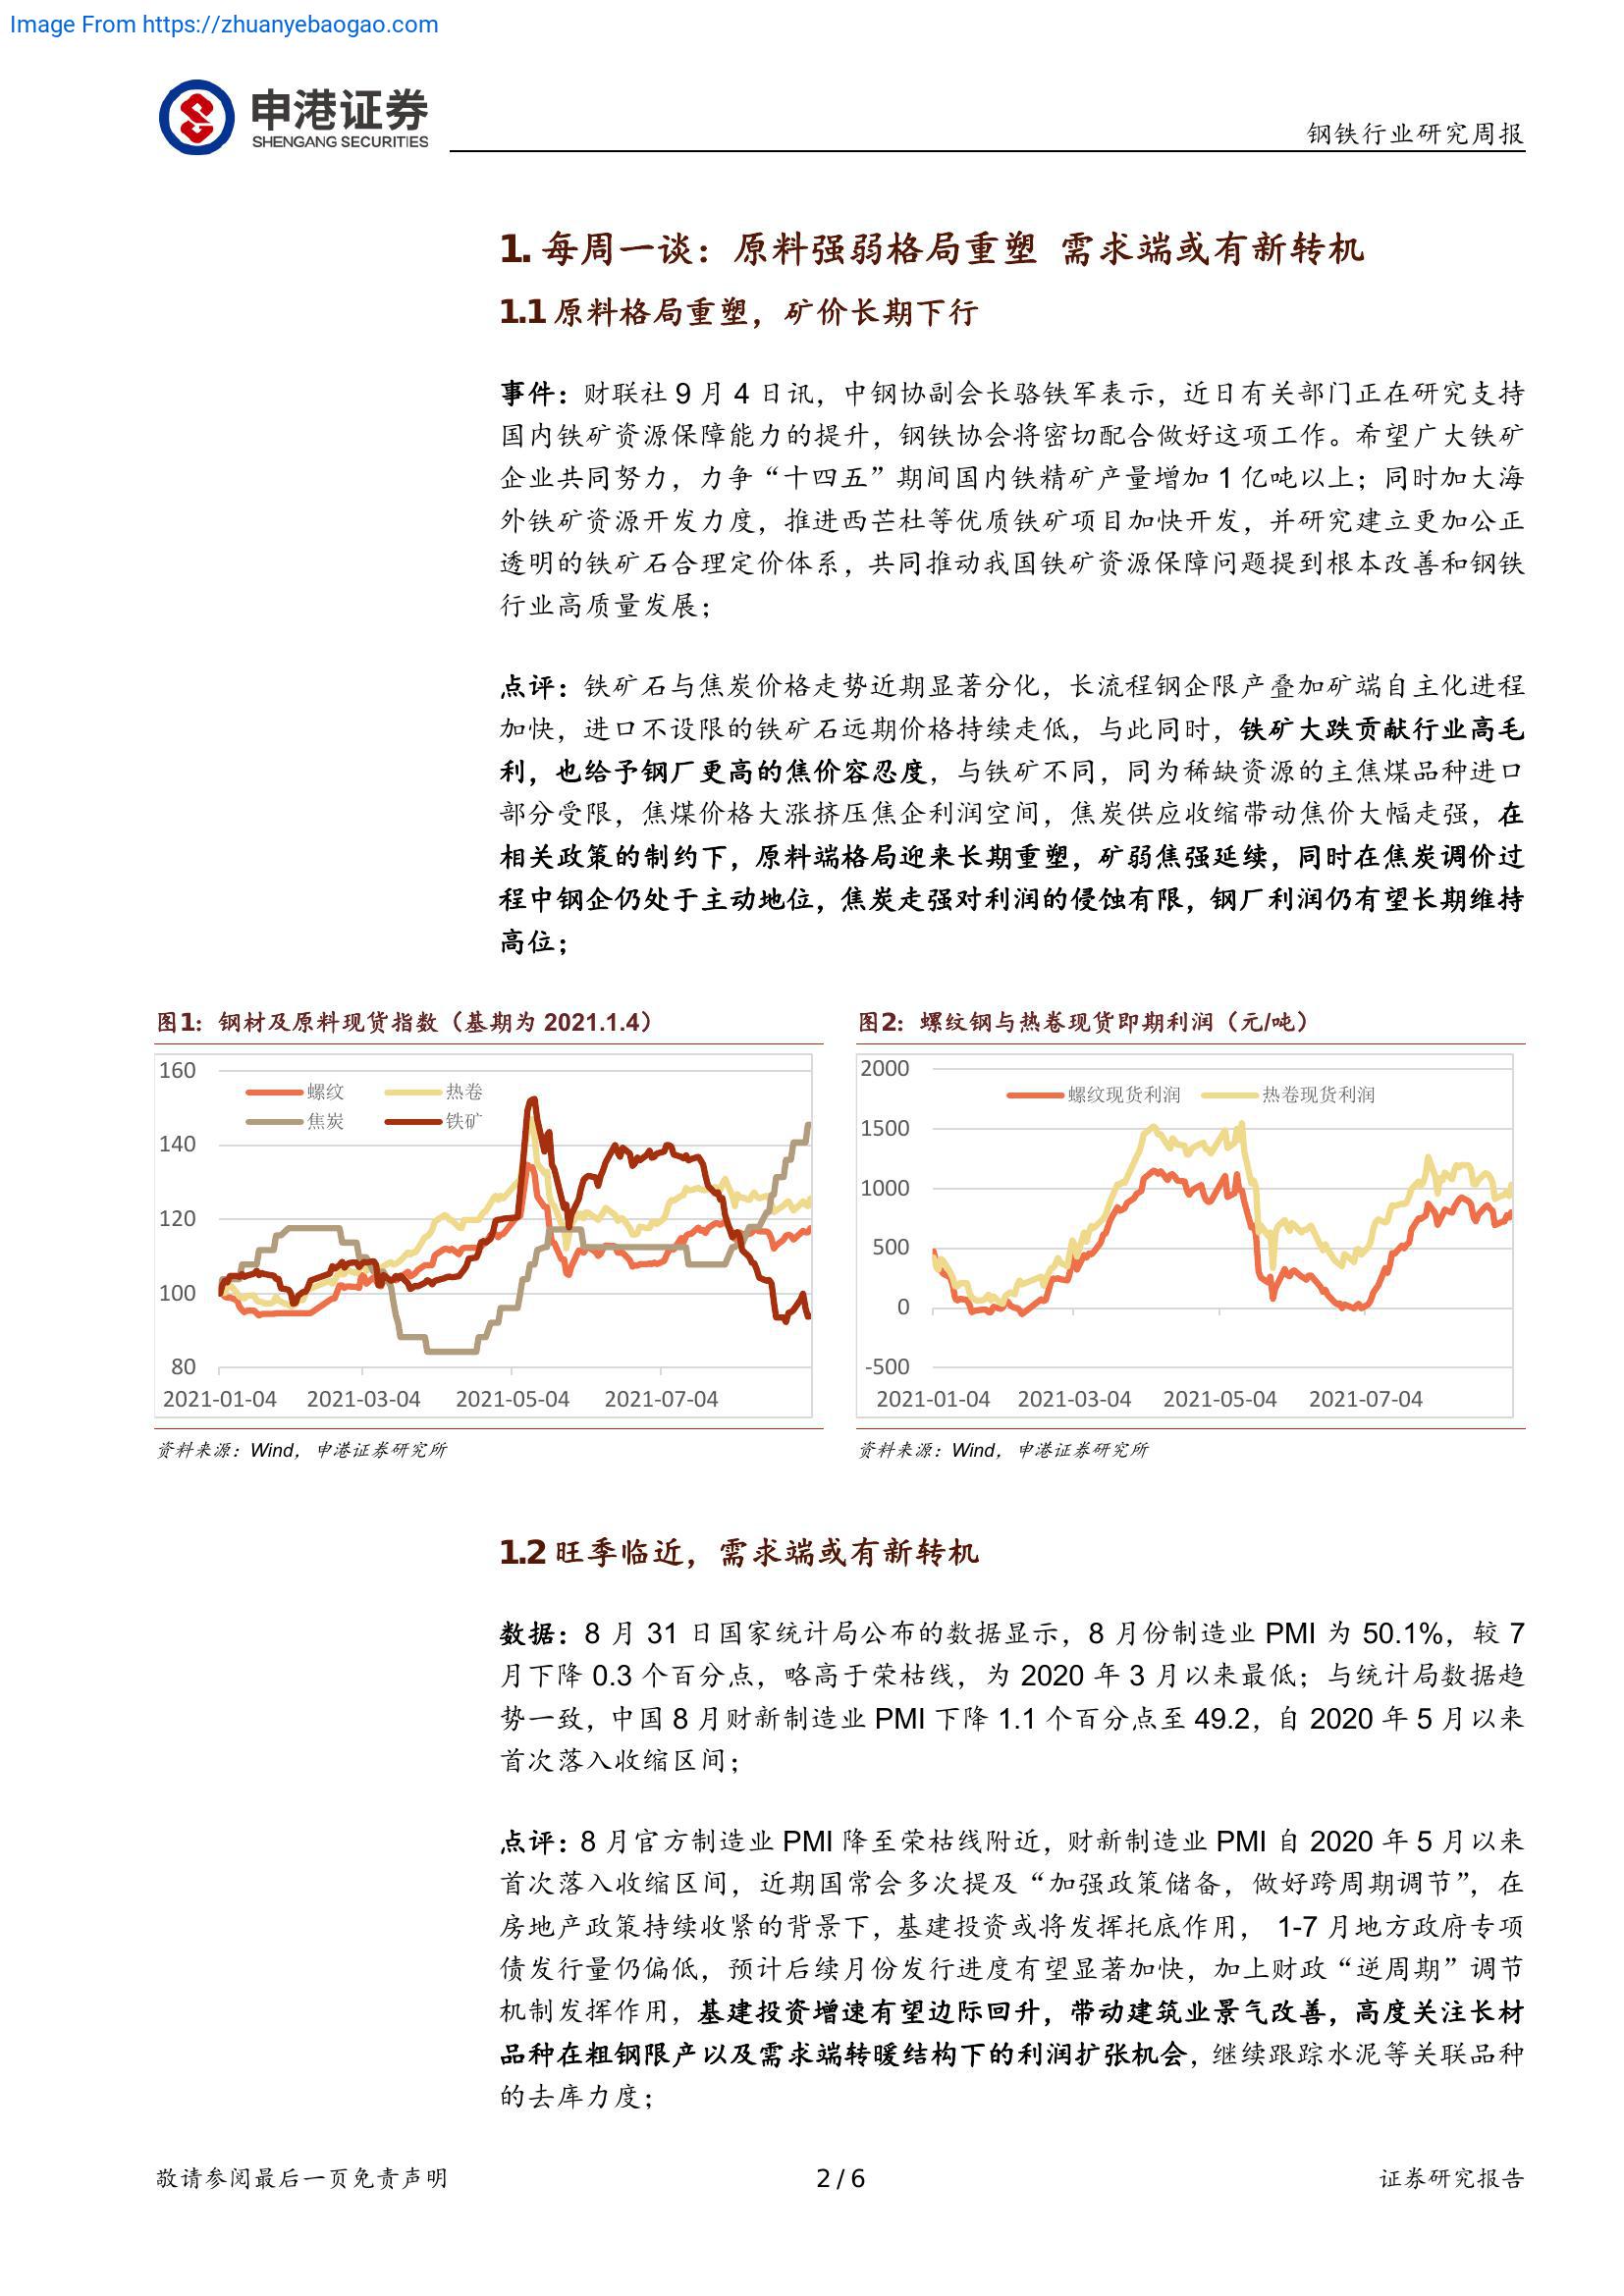 Image From https://zhuanyebaogao.com
申港证券
SHENGANG SECURITIES
钢铁行业研究周报
1. 每周一谈：原料强弱格局重塑 需求端或有新转机
1.1 原料格局重塑，矿价长期下行
事件：财联社 9 月 4 日讯，中钢协副会长骆铁军表示，近日有关部门正在研究支持
国内铁矿资源保障能力的提升，钢铁协会将密切配合做好这项工作。希望广大铁矿
企业共同努力，力争“十四五”期间国内铁精矿产量增加 1 亿吨以上；同时加大海
外铁矿资源开发力度，推进西芒杜等优质铁矿项目加快开发，并研究建立更加公正
透明的铁矿石合理定价体系，共同推动我国铁矿资源保障问题提到根本改善和钢铁
行业高质量发展；
点评：铁矿石与焦炭价格走势近期显著分化，长流程钢企限产叠加矿端自主化进程
加快，进口不设限的铁矿石远期价格持续走低，与此同时，铁矿大跌贡献行业高毛
利，也给予钢厂更高的焦价容忍度，与铁矿不同，同为稀缺资源的主焦煤品种进口
部分受限，焦煤价格大涨挤压焦企利润空间，焦炭供应收缩带动焦价大幅走强，在
相关政策的制约下，原料端格局迎来长期重塑，矿弱焦强延续，同时在焦炭调价过
程中钢企仍处于主动地位，焦炭走强对利润的侵蚀有限，钢厂利润仍有望长期维持
高位；
图1：钢材及原料现货指数（基期为 2021.1.4）
160
螺纹 热卷
焦炭 铁矿
140
120
100
80
2021-01-04 2021-03-04 2021-05-04 2021-07-04
资料来源：Wind，申港证券研究所
图2：螺纹钢与热卷现货即期利润（元/吨）
2000
螺纹现货利润 热卷现货利润
1500
1000
500
0
-500
2021-01-04 2021-03-04 2021-05-04 2021-07-04
资料来源：Wind，申港证券研究所
1.2 旺季临近，需求端或有新转机
数据：8 月 31 日国家统计局公布的数据显示，8 月份制造业 PMI 为 50.1%，较 7
月下降 0.3 个百分点，略高于荣枯线，为 2020 年 3 月以来最低；与统计局数据趋
势一致，中国 8 月财新制造业 PMI 下降 1.1 个百分点至 49.2，自 2020 年 5 月以来
首次落入收缩区间；
点评：8 月官方制造业 PMI 降至荣枯线附近，财新制造业 PMI 自 2020 年 5 月以来
首次落入收缩区间，近期国常会多次提及“加强政策储备，做好跨周期调节”，在
房地产政策持续收紧的背景下，基建投资或将发挥托底作用， 1-7 月地方政府专项
债发行量仍偏低，预计后续月份发行进度有望显著加快，加上财政“逆周期”调节
机制发挥作用，基建投资增速有望边际回升，带动建筑业景气改善，高度关注长材
品种在粗钢限产以及需求端转暖结构下的利润扩张机会，继续跟踪水泥等关联品种
的去库力度；
敬请参阅最后一页免责声明
2 / 6
证券研究报告